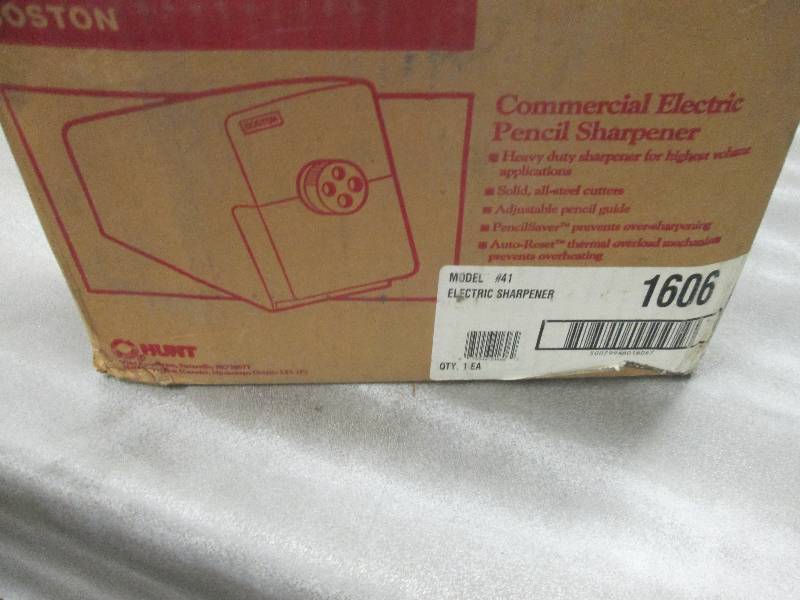 BOSTON
BOSTON
Commercial Electric
Pencil Sharpener
Heavy duty sharpener for highest volume
applications
Solid, all-steel cutters
Adjustable pencil guide
PencilSaver™ prevents over-sharpening
Auto-Reset™ thermal overload mechanism
prevents overheating
MODEL #41
ELECTRIC SHARPENER
1606
QTY. 1 EA
HUNT